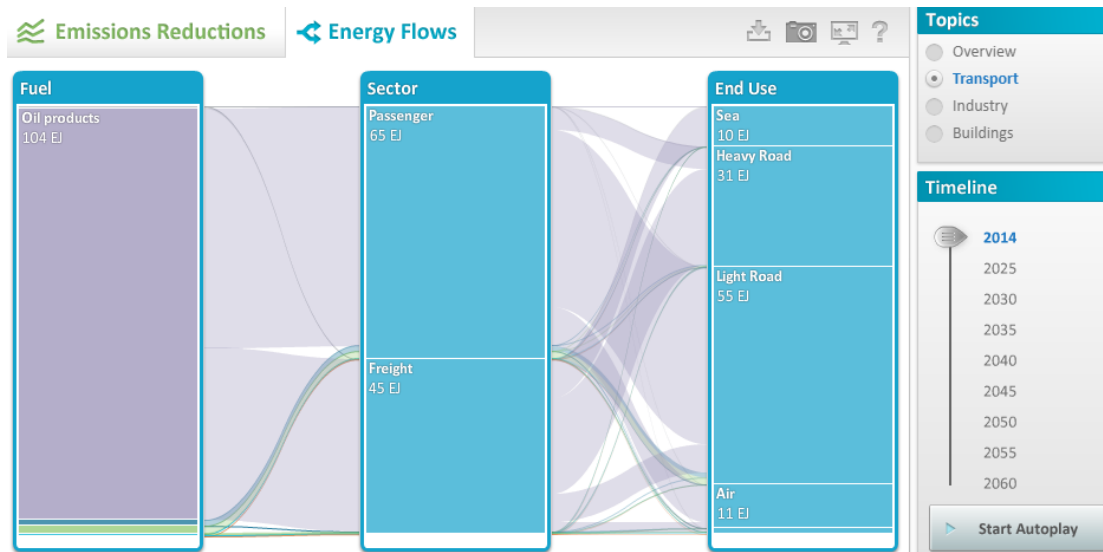 Emissions Reductions
Energy Flows
?
Fuel
Oil products
104 EJ
Sector
Passenger
65 EJ
Freight
45 EJ
End Use
Sea
10 EJ
Heavy Road
31 EJ
Light Road
55 EJ
Air
11 EJ
Topics
Overview
Transport
Industry
Buildings
Timeline
2014
2025
2030
2035
2040
2045
2050
2055
2060
Start Autoplay